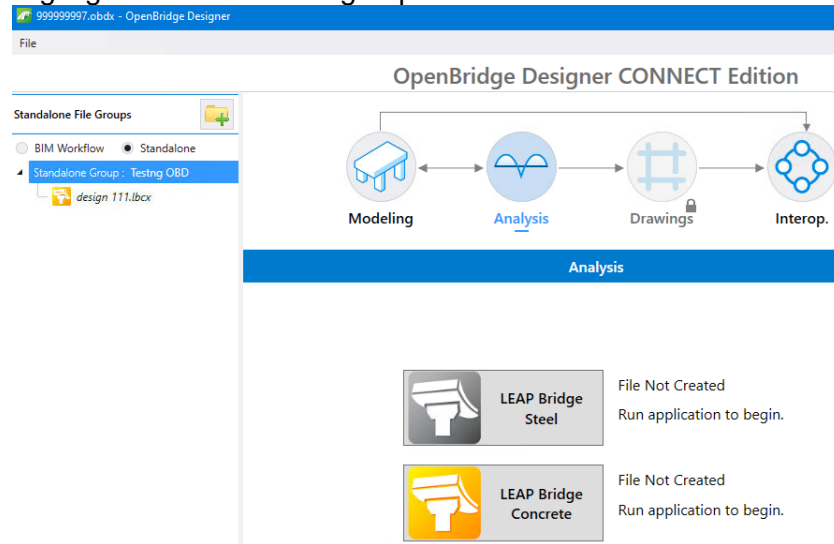 999999997.obdx - OpenBridge Designer
File
OpenBridge Designer CONNECT Edition
Standalone File Groups
BIM Workflow Standalone
Standalone Group : Testng OBD
design 111.lbcx
Modeling Analysis Drawings Interop.
Analysis
LEAP Bridge Steel
File Not Created
Run application to begin.
LEAP Bridge Concrete
File Not Created
Run application to begin.